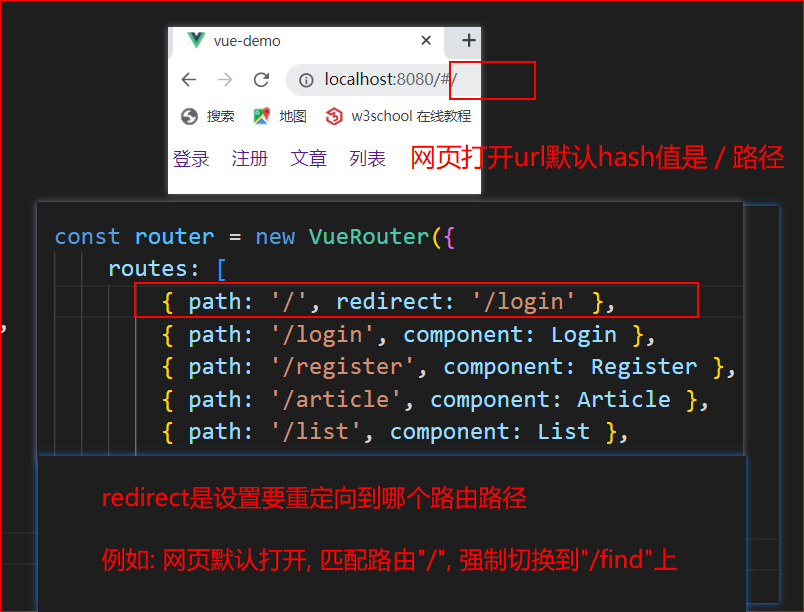 vue-demo
localhost:8080/#/
搜索 地图 w3school 在线教程
登录 注册 文章 列表
网页打开url默认hash值是 / 路径
const router = new VueRouter({
routes: [
{ path: '/', redirect: '/login' },
{ path: '/login', component: Login },
{ path: '/register', component: Register },
{ path: '/article', component: Article },
{ path: '/list', component: List },
,
redirect是设置要重定向到哪个路由路径
例如: 网页默认打开, 匹配路由"/", 强制切换到"/find"上